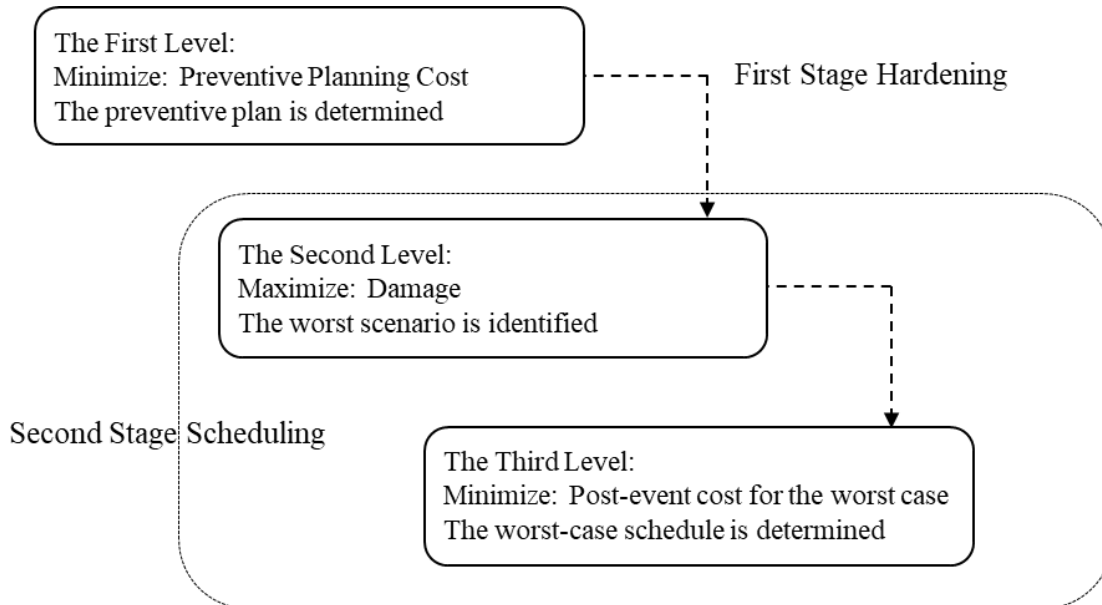 The First Level:
Minimize: Preventive Planning Cost
The preventive plan is determined
First Stage Hardening
The Second Level:
Maximize: Damage
The worst scenario is identified
Second Stage Scheduling
The Third Level:
Minimize: Post-event cost for the worst case
The worst-case schedule is determined